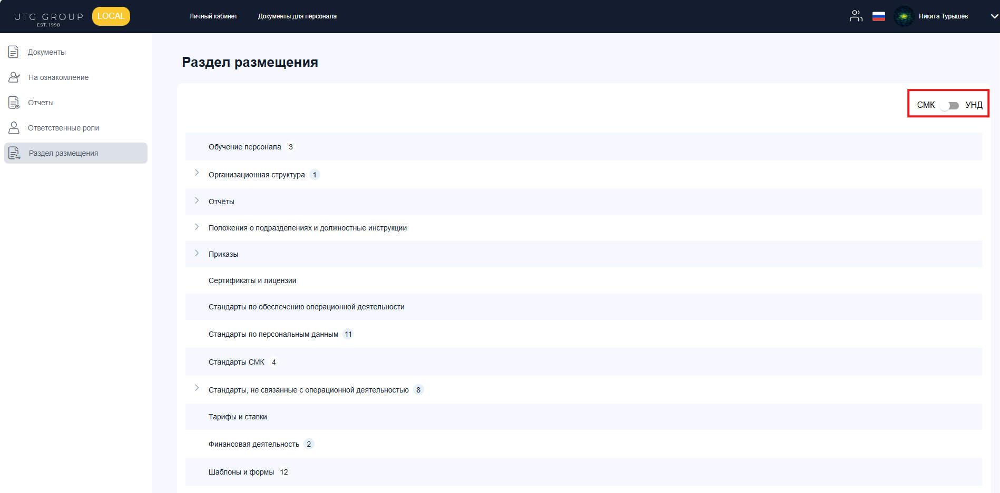 UTG GROUP
EST. 1998
LOCAL
Личный кабинет
Документы для персонала
Никита Турышев
Документы
На ознакомление
Отчеты
Ответственные роли
Раздел размещения
Раздел размещения
СМК УНД
Обучение персонала 3
Организационная структура 1
Отчёты
Положения о подразделениях и должностные инструкции
Приказы
Сертификаты и лицензии
Стандарты по обеспечению операционной деятельности
Стандарты по персональным данным 11
Стандарты СМК 4
Стандарты, не связанные с операционной деятельностью 8
Тарифы и ставки
Финансовая деятельность 2
Шаблоны и формы 12